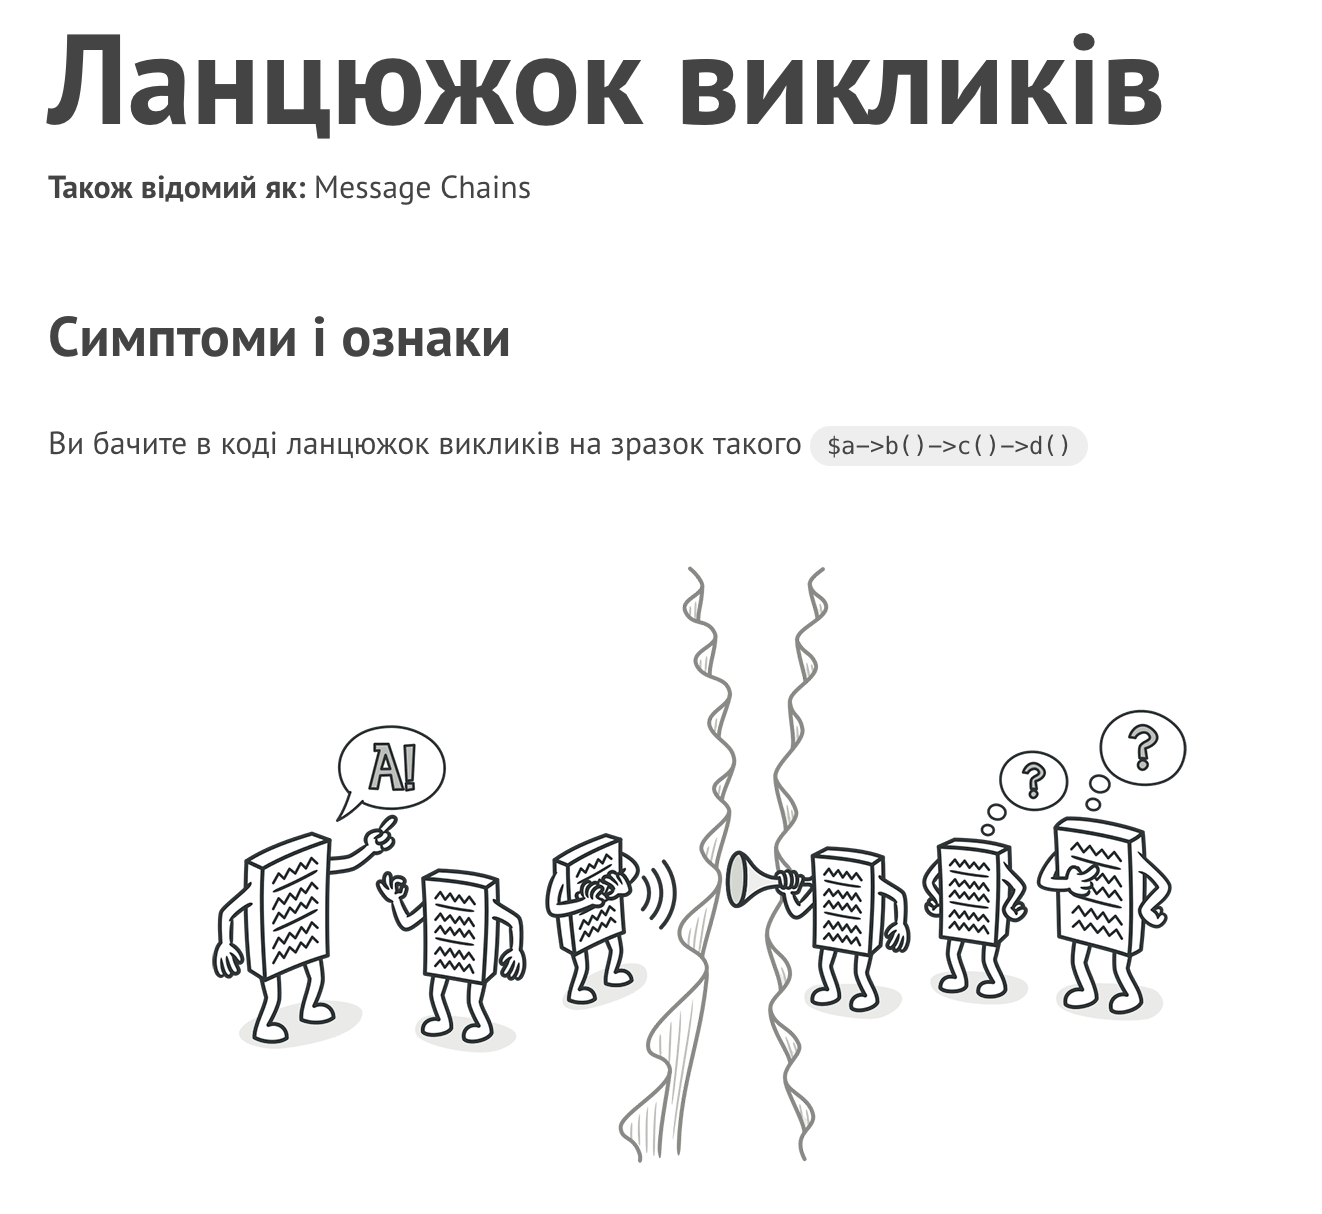 Ланцюжок викликів
Також відомий як: Message Chains
Симптоми і ознаки
Ви бачите в коді ланцюжок викликів на зразок такого $a->b()->c()->d()
A!
?
?